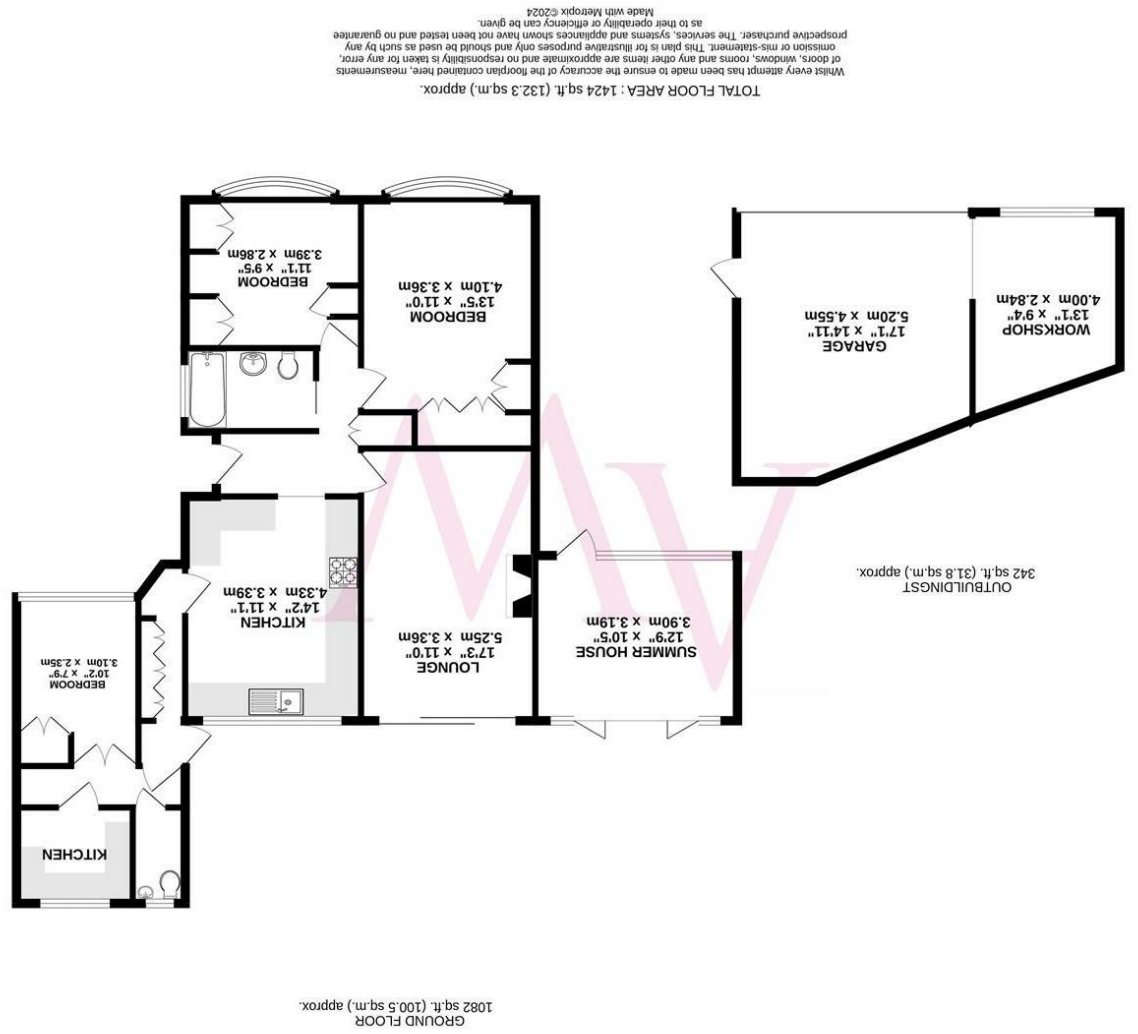 GROUND FLOOR
1082 sq.ft. (100.5 sq.m.) approx.
KITCHEN
BEDROOM
10'2" x 7'9"
3.10m x 2.35m
LOUNGE
17'3" x 11'0"
5.25m x 3.36m
SUMMER HOUSE
12'9" x 10'5"
3.90m x 3.19m
KITCHEN
14'2" x 11'1"
4.33m x 3.39m
OUTBUILDINGST
342 sq.ft. (31.8 sq.m.) approx.
GARAGE
17'1" x 14'11"
5.20m x 4.55m
WORKSHOP
13'1" x 9'4"
4.00m x 2.84m
BEDROOM
13'5" x 11'0"
4.10m x 3.36m
BEDROOM
11'1" x 9'5"
3.39m x 2.86m
WA
TOTAL FLOOR AREA : 1424 sq.ft. (132.3 sq.m.) approx.
Whilst every attempt has been made to ensure the accuracy of the floorplan contained here, measurements
of doors, windows, rooms and any other items are approximate and no responsibility is taken for any error,
omission or mis-statement. This plan is for illustrative purposes only and should be used as such by any
prospective purchaser. The services, systems and appliances shown have not been tested and no guarantee
as to their operability or efficiency can be given.
Made with Metropix ©2024